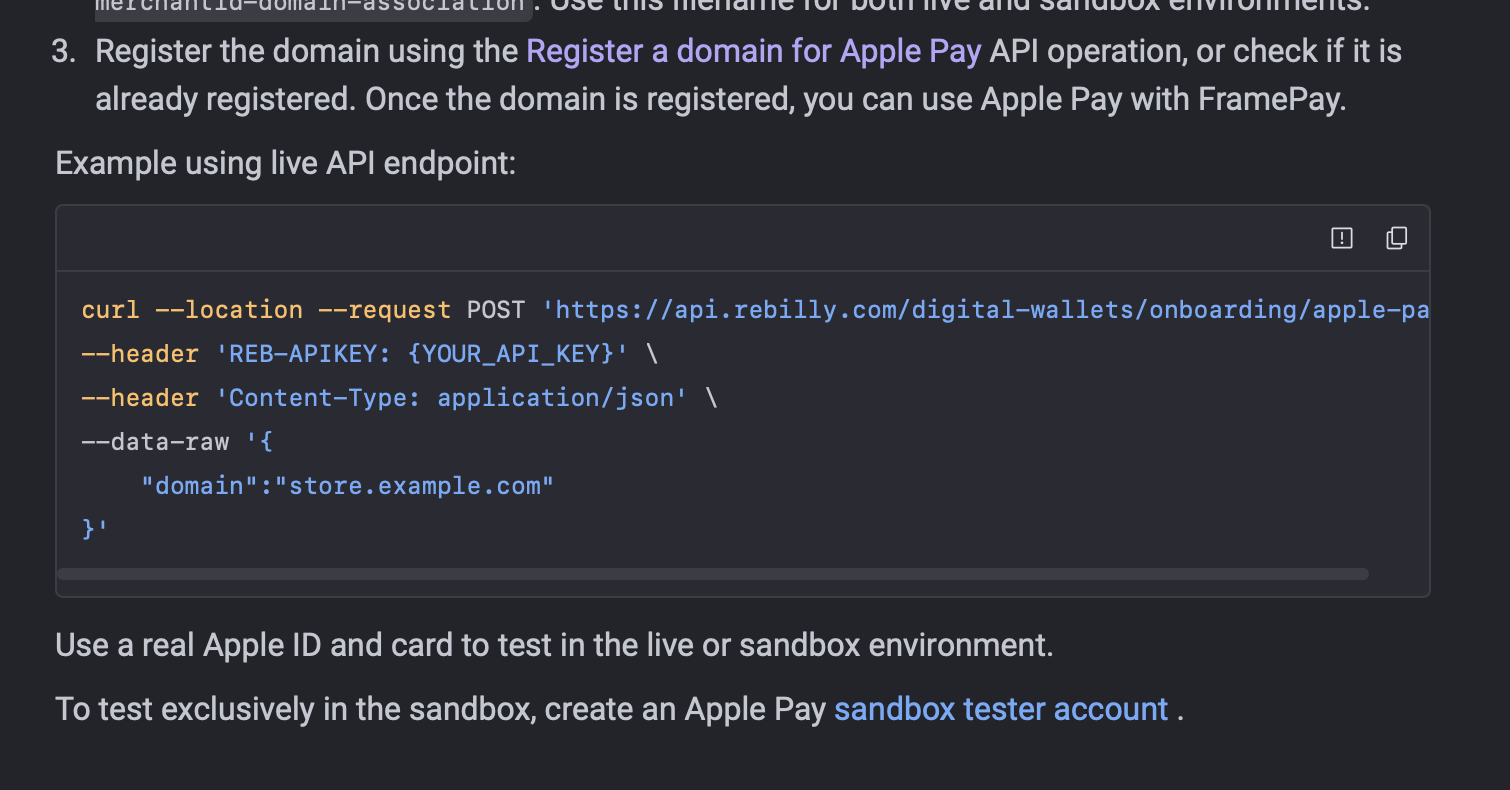 merchantid-domain-association. Use this filename for both live and sandbox environments.
3. Register the domain using the Register a domain for Apple Pay API operation, or check if it is
already registered. Once the domain is registered, you can use Apple Pay with FramePay.
Example using live API endpoint:
curl --location --request POST 'https://api.rebilly.com/digital-wallets/onboarding/apple-pa
--header 'REB-APIKEY: {YOUR_API_KEY}' \
--header 'Content-Type: application/json' \
--data-raw '{
"domain":"store.example.com"
}'
Use a real Apple ID and card to test in the live or sandbox environment.
To test exclusively in the sandbox, create an Apple Pay sandbox tester account .